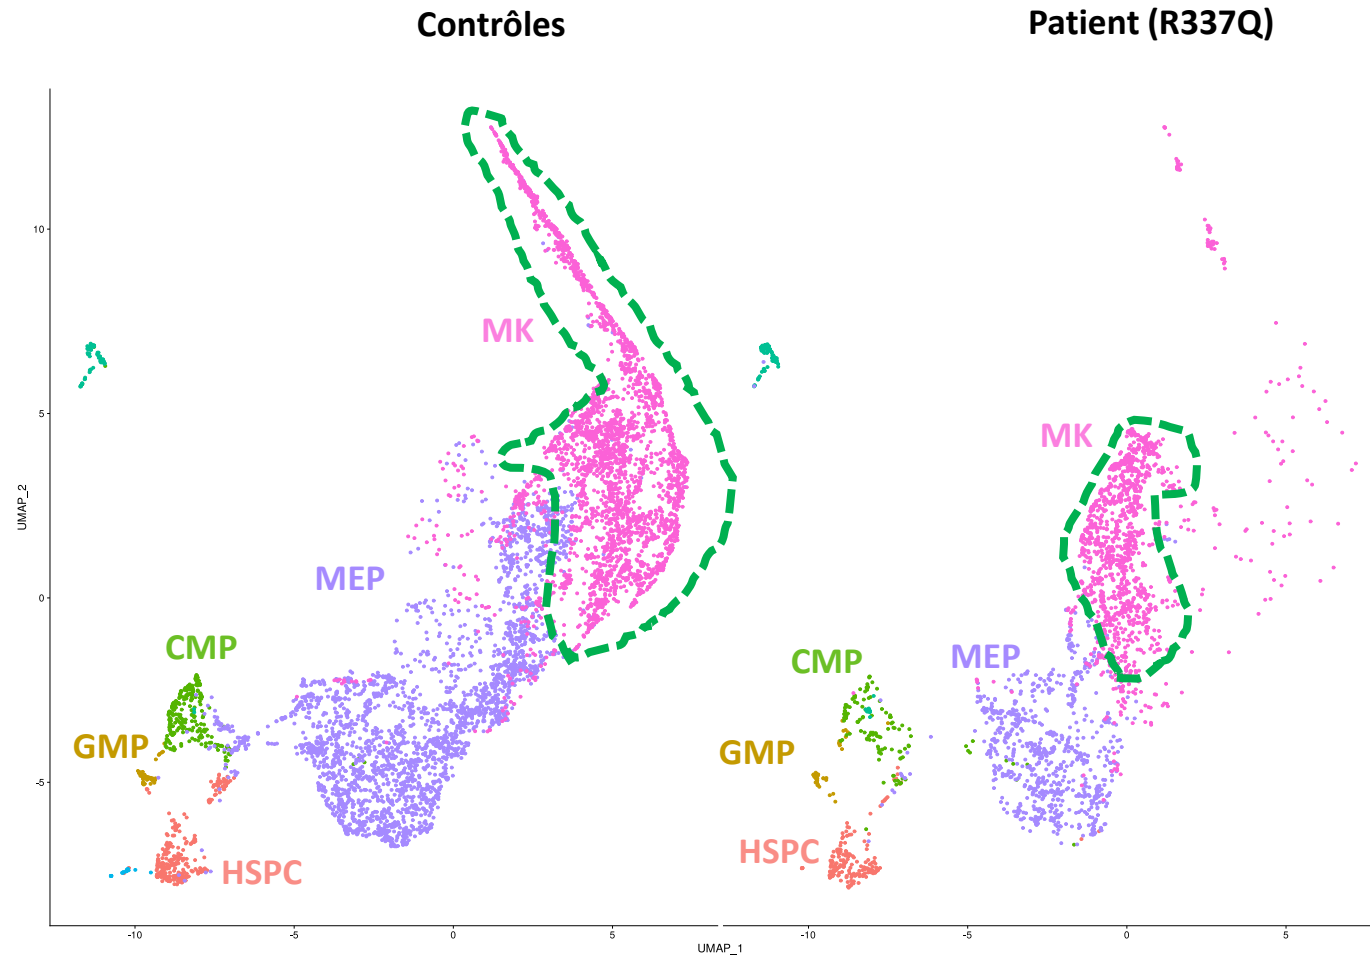 Contrôles
Patient (R337Q)
10
5
0
-5
UMAP_2
MK
MEP
CMP
GMP
HSPC
MK
MEP
CMP
GMP
HSPC
-10
-5
0
5
-10
-5
0
5
UMAP_1